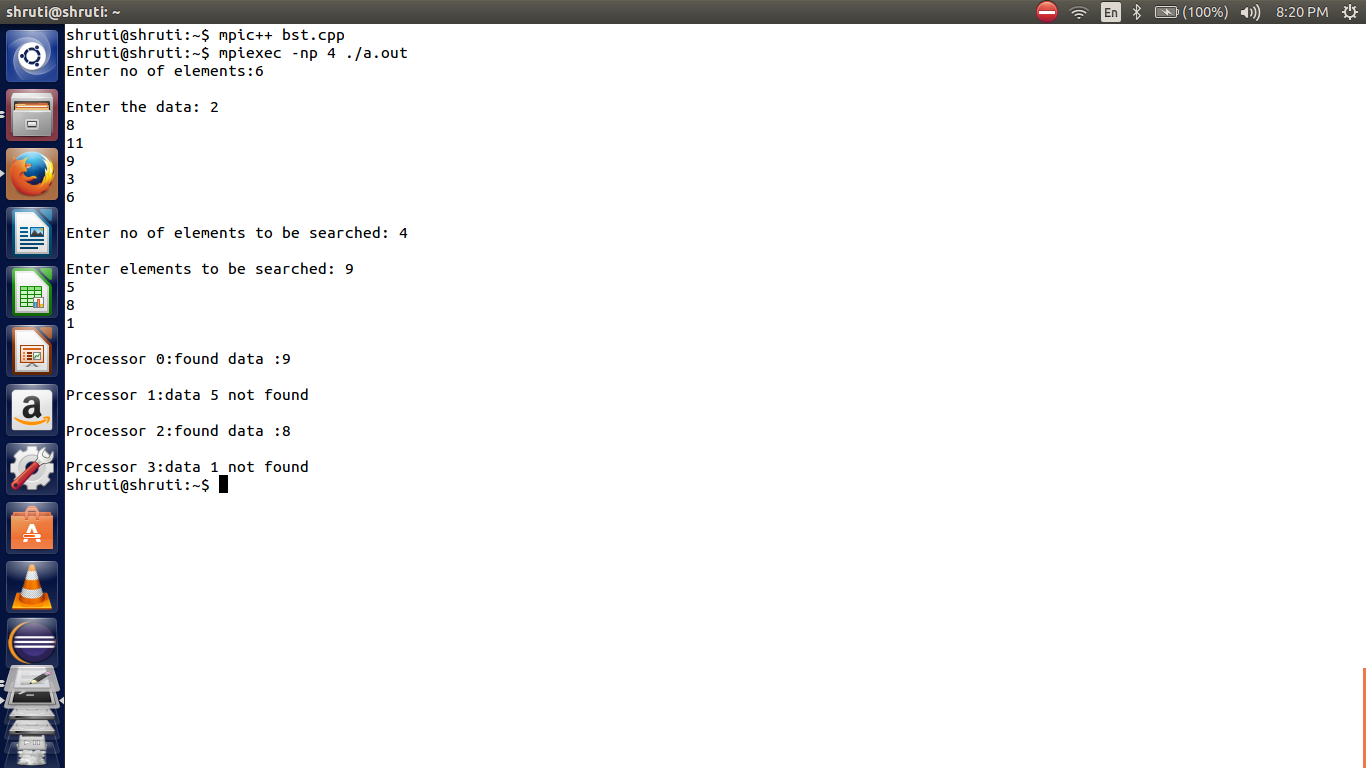 shruti@shruti: ~
En
(100%)
8:20 PM
shruti@shruti:~$ mpic++ bst.cpp
shruti@shruti:~$ mpiexec -np 4 ./a.out
Enter no of elements:6
Enter the data: 2
8
11
9
3
6
Enter no of elements to be searched: 4
Enter elements to be searched: 9
5
8
1
Processor 0:found data :9
Prcessor 1:data 5 not found
Processor 2:found data :8
Prcessor 3:data 1 not found
shruti@shruti:~$
a
A